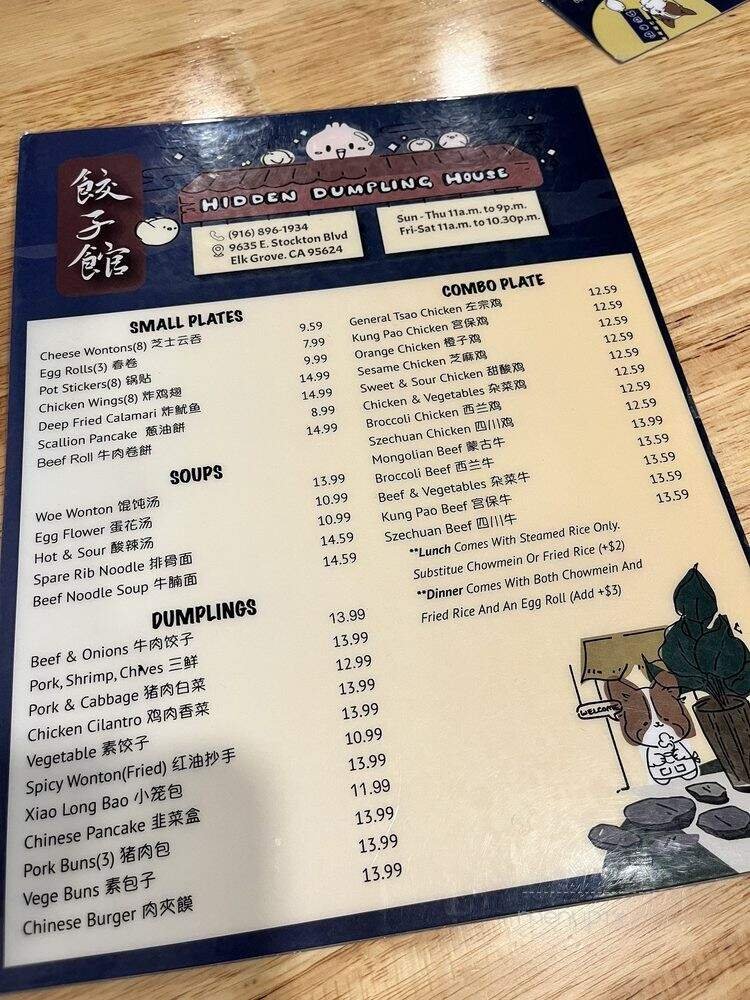 餃子館
HIDDEN DUMPLING HOUSE
(916) 896-1934
9635 E. Stockton Blvd
Elk Grove. CA 95624
Sun - Thu 11a.m. to 9p.m.
Fri-Sat 11a.m. to 10.30p.m.
SMALL PLATES
Cheese Wontons(8) 芝士云吞 9.59
Egg Rolls(3) 春卷 7.99
Pot Stickers(8) 锅贴 9.99
Chicken Wings(8) 炸鸡翅 14.99
Deep Fried Calamari 炸鱿鱼 14.99
Scallion Pancake 蔥油餅 8.99
Beef Roll 牛肉卷餅 14.99
SOUPS
Woe Wonton 馄饨汤 13.99
Egg Flower 蛋花汤 10.99
Hot & Sour 酸辣汤 10.99
Spare Rib Noodle 排骨面 14.59
Beef Noodle Soup 牛腩面 14.59
DUMPLINGS
Beef & Onions 牛肉饺子 13.99
Pork, Shrimp, Chives 三鲜 13.99
Pork & Cabbage 猪肉白菜 12.99
Chicken Cilantro 鸡肉香菜 13.99
Vegetable 素饺子 13.99
Spicy Wonton(Fried) 红油抄手 10.99
Xiao Long Bao 小笼包 13.99
Chinese Pancake 韭菜盒 11.99
Pork Buns(3) 猪肉包 13.99
Vege Buns 素包子 13.99
Chinese Burger 肉夾饃 13.99
COMBO PLATE
General Tsao Chicken 左宗鸡 12.59
Kung Pao Chicken 宫保鸡 12.59
Orange Chicken 橙子鸡 12.59
Sesame Chicken 芝麻鸡 12.59
Sweet & Sour Chicken 甜酸鸡 12.59
Chicken & Vegetables 杂菜鸡 12.59
Broccoli Chicken 西兰鸡 12.59
Szechuan Chicken 四川鸡 12.59
Mongolian Beef 蒙古牛 13.99
Broccoli Beef 西兰牛 13.59
Beef & Vegetables 杂菜牛 13.59
Kung Pao Beef 宫保牛 13.59
Szechuan Beef 四川牛 13.59
**Lunch Comes With Steamed Rice Only.
Substitue Chowmein Or Fried Rice (+$2)
**Dinner Comes With Both Chowmein And
Fried Rice And An Egg Roll (Add +$3)
WELCOME